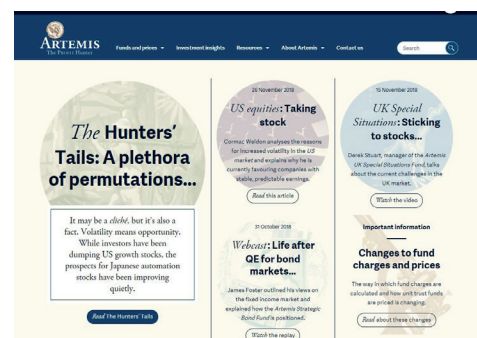 ARTEMIS
The PROFIT Hunter
Funds and prices
Investment insights
Resources
About Artemis
Contact us
Search
The Hunters'
Tails: A plethora
of permutations...
It may be a cliché, but it's also a
fact. Volatility means opportunity.
While investors have been
dumping US growth stocks, the
prospects for Japanese automation
stocks have been improving
quietly.
Read The Hunters' Tails
26 November 2018
US equities: Taking
stock
Cormac Weldon analyses the reasons
for increased volatility in the US
market and explains why he is
currently favouring companies with
stable, predictable earnings.
Read this article
31 October 2018
Webcast: Life after
QE for bond
markets...
James Foster outlined his views on
the fixed income market and
explained how the Artemis Strategic
Bond Fund is positioned.
Watch the replay
15 November 2018
UK Special
Situations: Sticking
to stocks...
Derek Stuart, manager of the Artemis
UK Special Situations Fund, talks
about the current challenges in the
UK market.
Watch the video
Important information
Changes to fund
charges and prices
The way in which fund charges are
calculated and how unit trust funds
are priced is changing.
Read about these changes